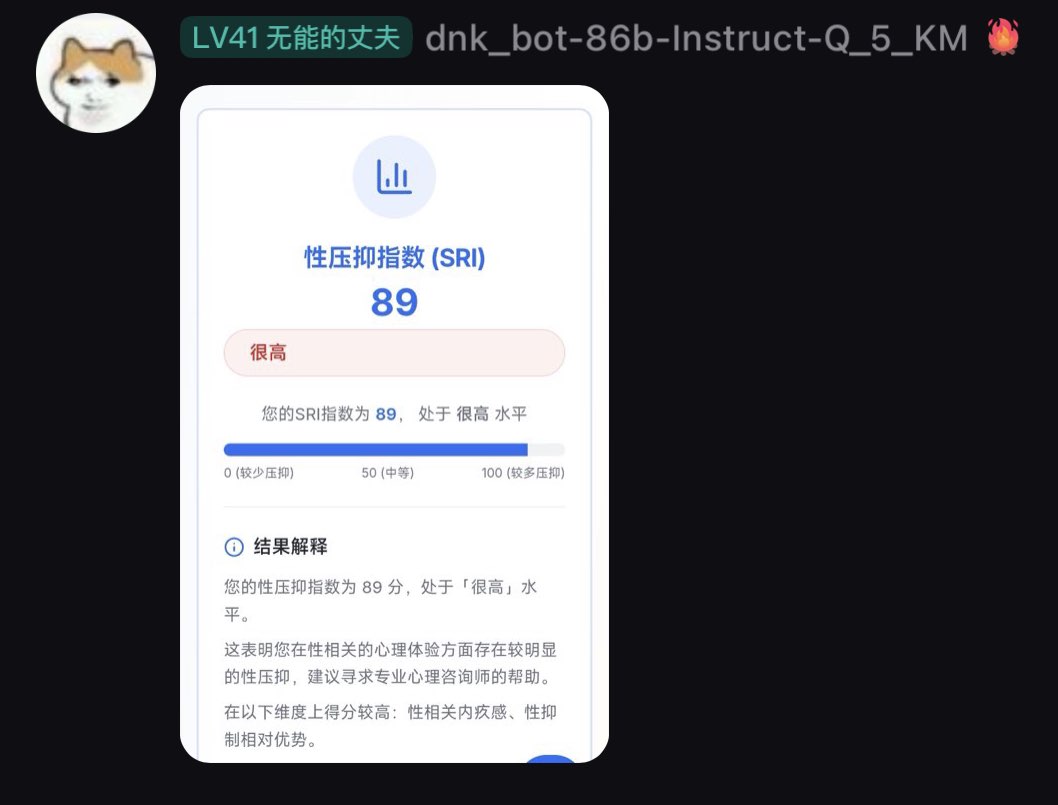 LV41 无能的丈夫 dnk_bot-86b-Instruct-Q_5_KM
性压抑指数 (SRI)
89
很高
您的SRI指数为 89， 处于 很高 水平
0 (较少压抑) 50 (中等) 100 (较多压抑)
结果解释
您的性压抑指数为 89 分，处于「很高」水
平。
这表明您在性相关的心理体验方面存在较明显
的性压抑，建议寻求专业心理咨询师的帮助。
在以下维度上得分较高：性相关内疚感、性抑
制相对优势。